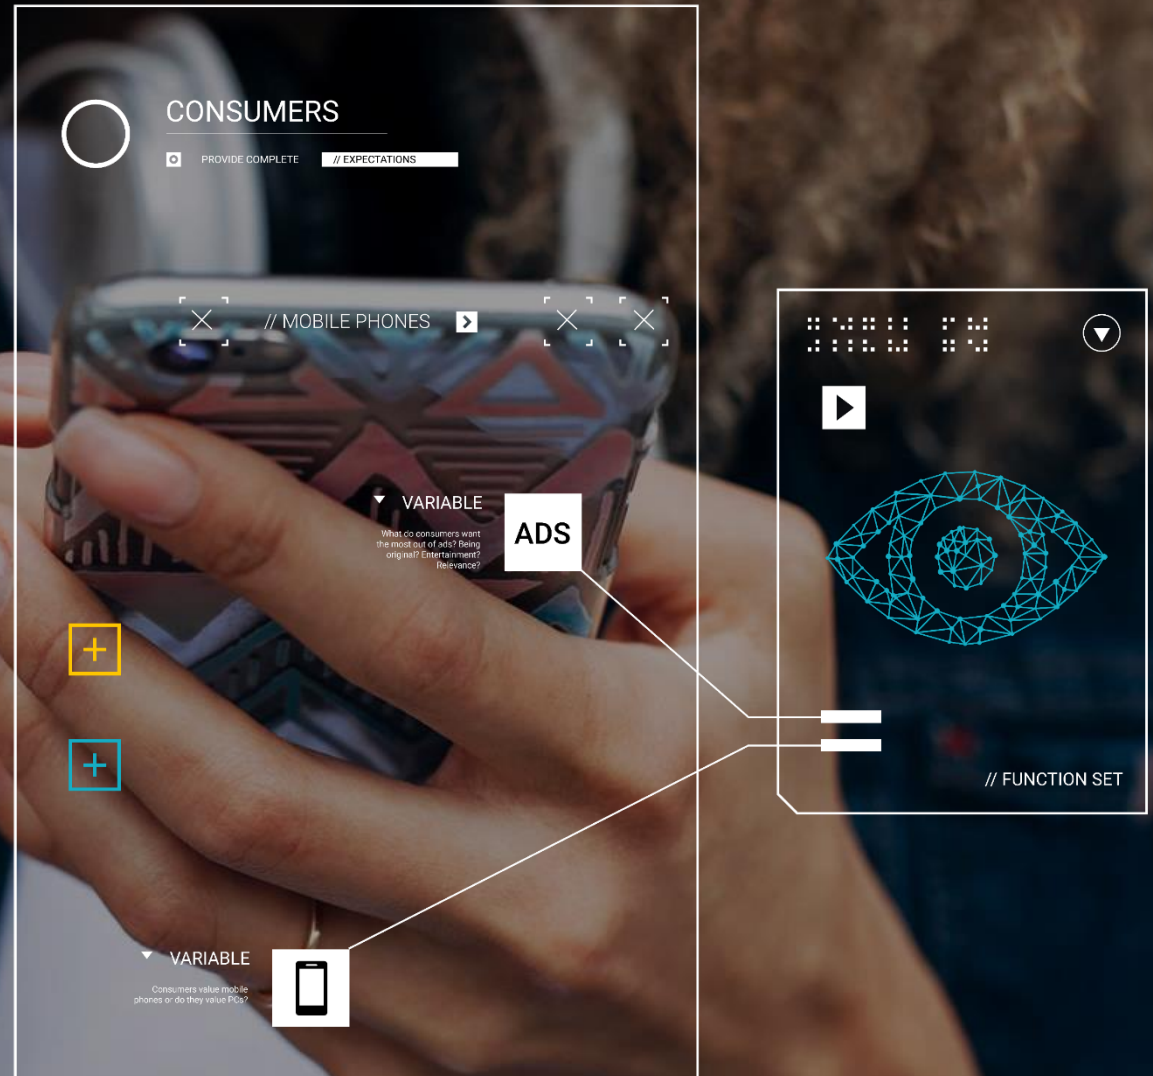 CONSUMERS
PROVIDE COMPLETE
// EXPECTATIONS
// MOBILE PHONES
VARIABLE
What do consumers want
the most out of ads? Being
original? Entertainment?
Relevance?
ADS
// FUNCTION SET
VARIABLE
Consumers value mobile
phones or do they value PCs?